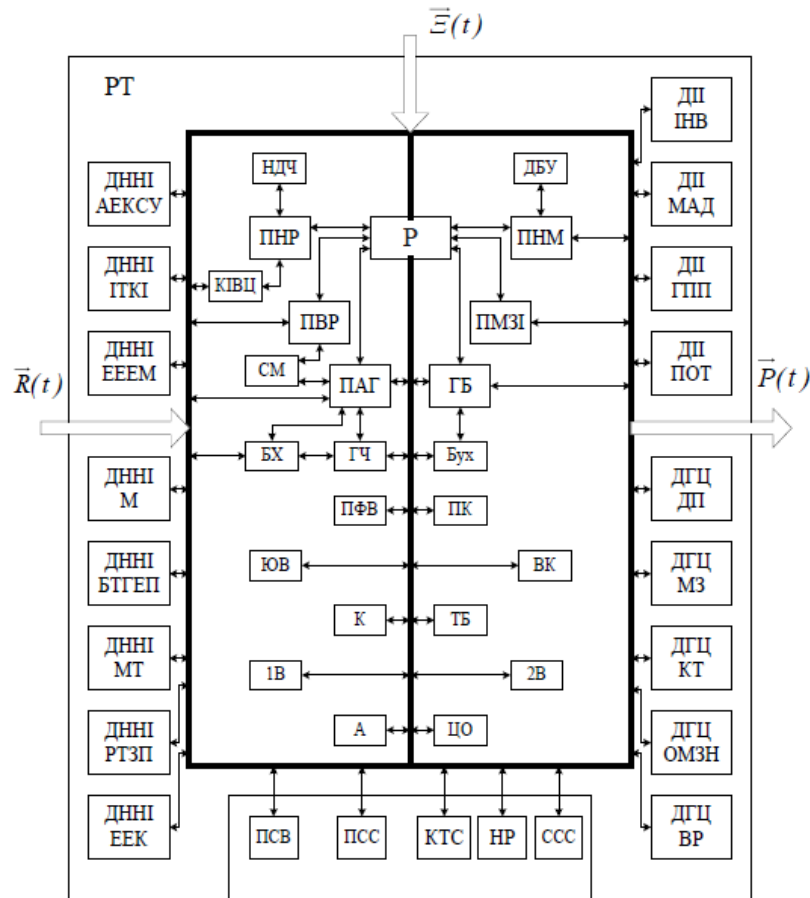 Ξ(t)
РТ
ДІІ
ІНВ
НДЧ
ДБУ
ДННІ
АЕКСУ
ДІІ
МАД
ПНР
Р
ПНМ
ДННІ
ІТКІ
КІВЦ
ДІІ
ГПП
ПВР
ПМЗІ
ДННІ
ЕЕЕМ
СМ
ПАГ
ГБ
ДІІ
ПОТ
R(t)
P(t)
БХ
ГЧ
Бух
ДННІ
М
ДГЦ
ДП
ПФВ
ПК
ДННІ
БТГЕП
ЮВ
ВК
ДГЦ
МЗ
К
ТБ
ДННІ
МТ
1В
2В
ДГЦ
КТ
ДННІ
РТЗП
А
ЦО
ДГЦ
ОМЗН
ДННІ
ЕЕК
ПСВ
ПСС
КТС
НР
ССС
ДГЦ
ВР